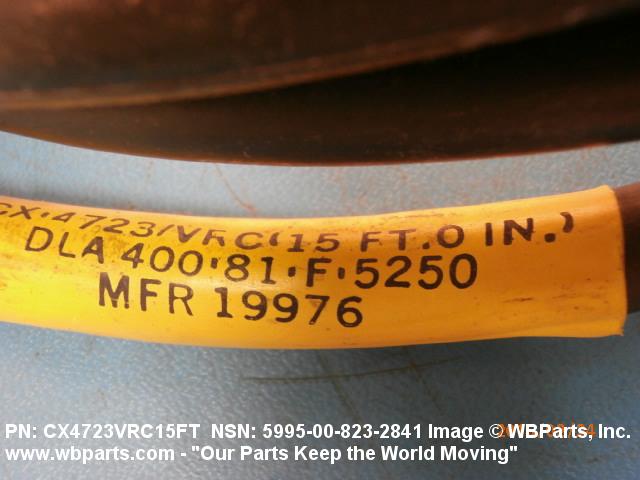 CX-4723/VRC(15 FT.0 IN.)
DLA 400-81-F-5250
MFR 19976
PN: CX4723VRC15FT NSN: 5995-00-823-2841 Image © WBParts, Inc.
www.wbparts.com - "Our Parts Keep the World Moving"